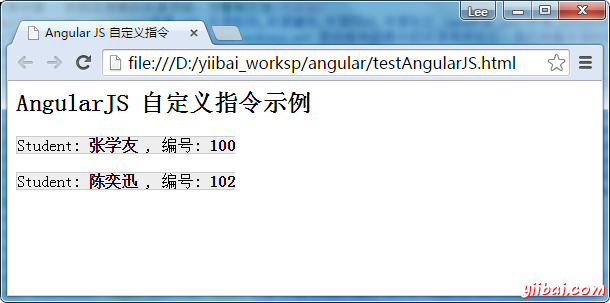 Lee
Angular JS 自定义指令
file:///D:/yiibai_worksp/angular/testAngularJS.html
AngularJS 自定义指令示例
Student: 张学友 , 编号: 100
Student: 陈奕迅 , 编号: 102
yiibai.com